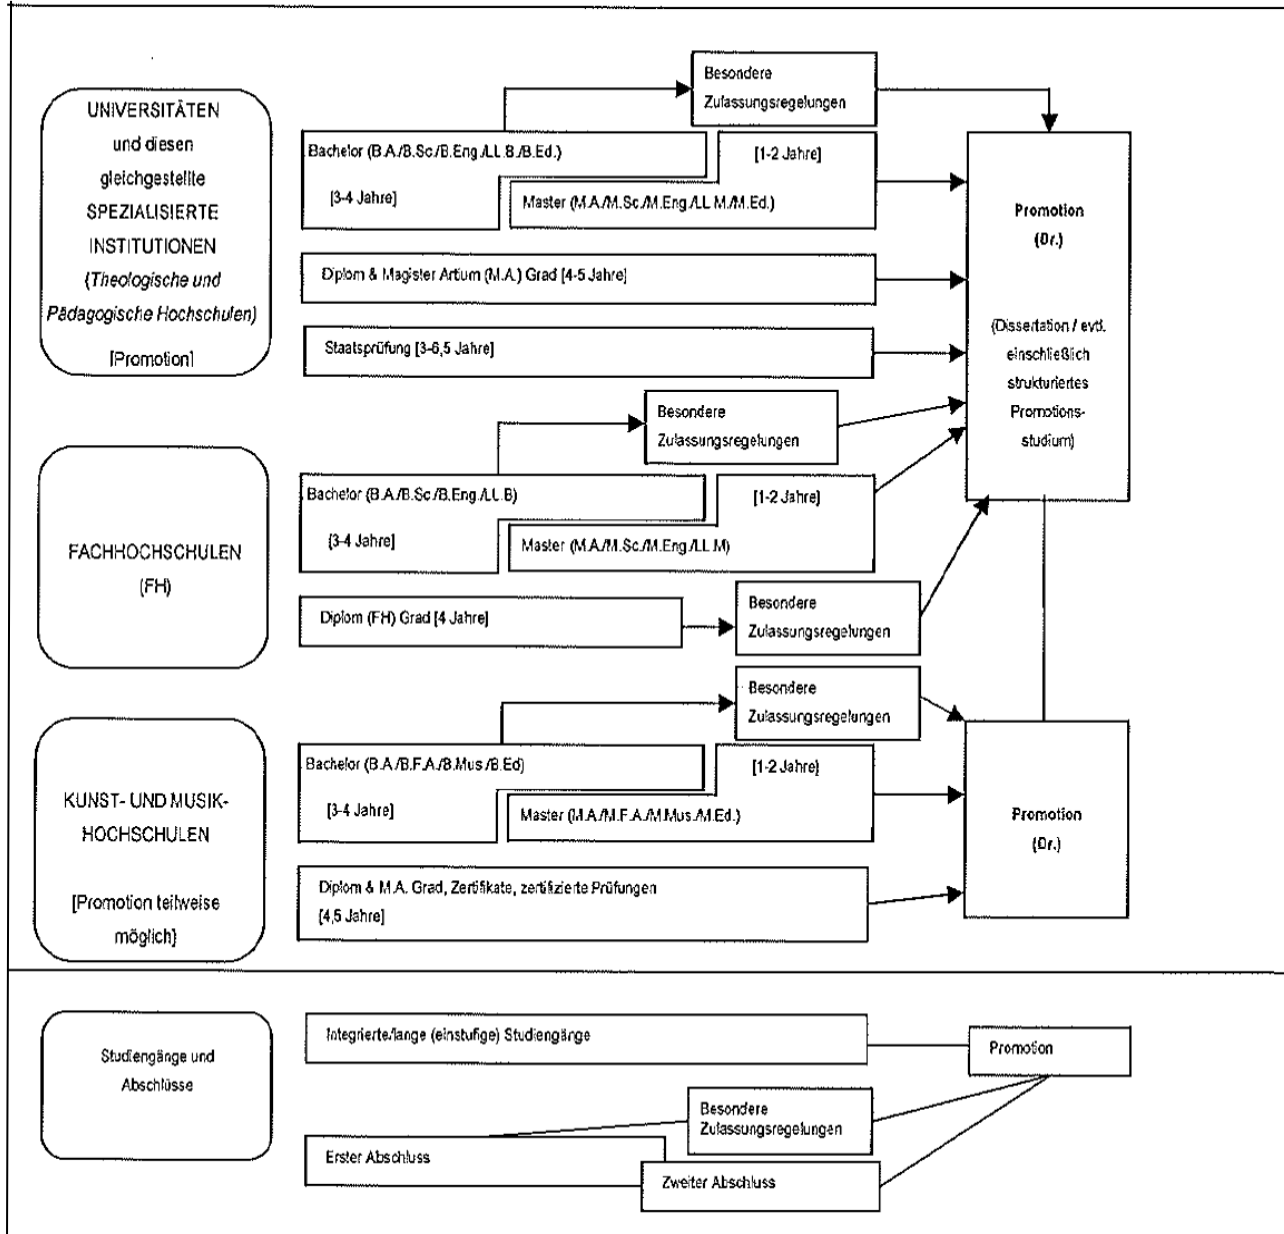 UNIVERSITÄTEN
und diesen
gleichgestellte
SPEZIALISIERTE
INSTITUTIONEN
(Theologische und
Pädagogische Hochschulen)
[Promotion]
Besondere
Zulassungsregelungen
Bachelor (B.A./B.Sc./B.Eng./LL.B./B.Ed.)
[3-4 Jahre]
[1-2 Jahre]
Master (M.A./M.Sc./M.Eng./LL.M./M.Ed.)
Diplom & Magister Artium (M.A.) Grad [4-5 Jahre]
Staatsprüfung [3-6,5 Jahre]
Promotion
(Dr.)
(Dissertation / evtl.
einschließlich
strukturiertes
Promotions-
studium)
FACHHOCHSCHULEN
(FH)
Besondere
Zulassungsregelungen
Bachelor (B.A./B.Sc./B.Eng./LL.B)
[3-4 Jahre]
[1-2 Jahre]
Master (M.A./M.Sc./M.Eng./LL.M)
Diplom (FH) Grad [4 Jahre]
Besondere
Zulassungsregelungen
KUNST- UND MUSIK-
HOCHSCHULEN
[Promotion teilweise
möglich]
Besondere
Zulassungsregelungen
Bachelor (B.A./B.F.A./B.Mus./B.Ed)
[3-4 Jahre]
[1-2 Jahre]
Master (M.A./M.F.A./M.Mus./M.Ed.)
Diplom & M.A. Grad, Zertifikate, zertifizierte Prüfungen
[4,5 Jahre]
Promotion
(Dr.)
Studiengänge und
Abschlüsse
Integrierte/lange (einstufige) Studiengänge
Promotion
Besondere
Zulassungsregelungen
Erster Abschluss
Zweiter Abschluss